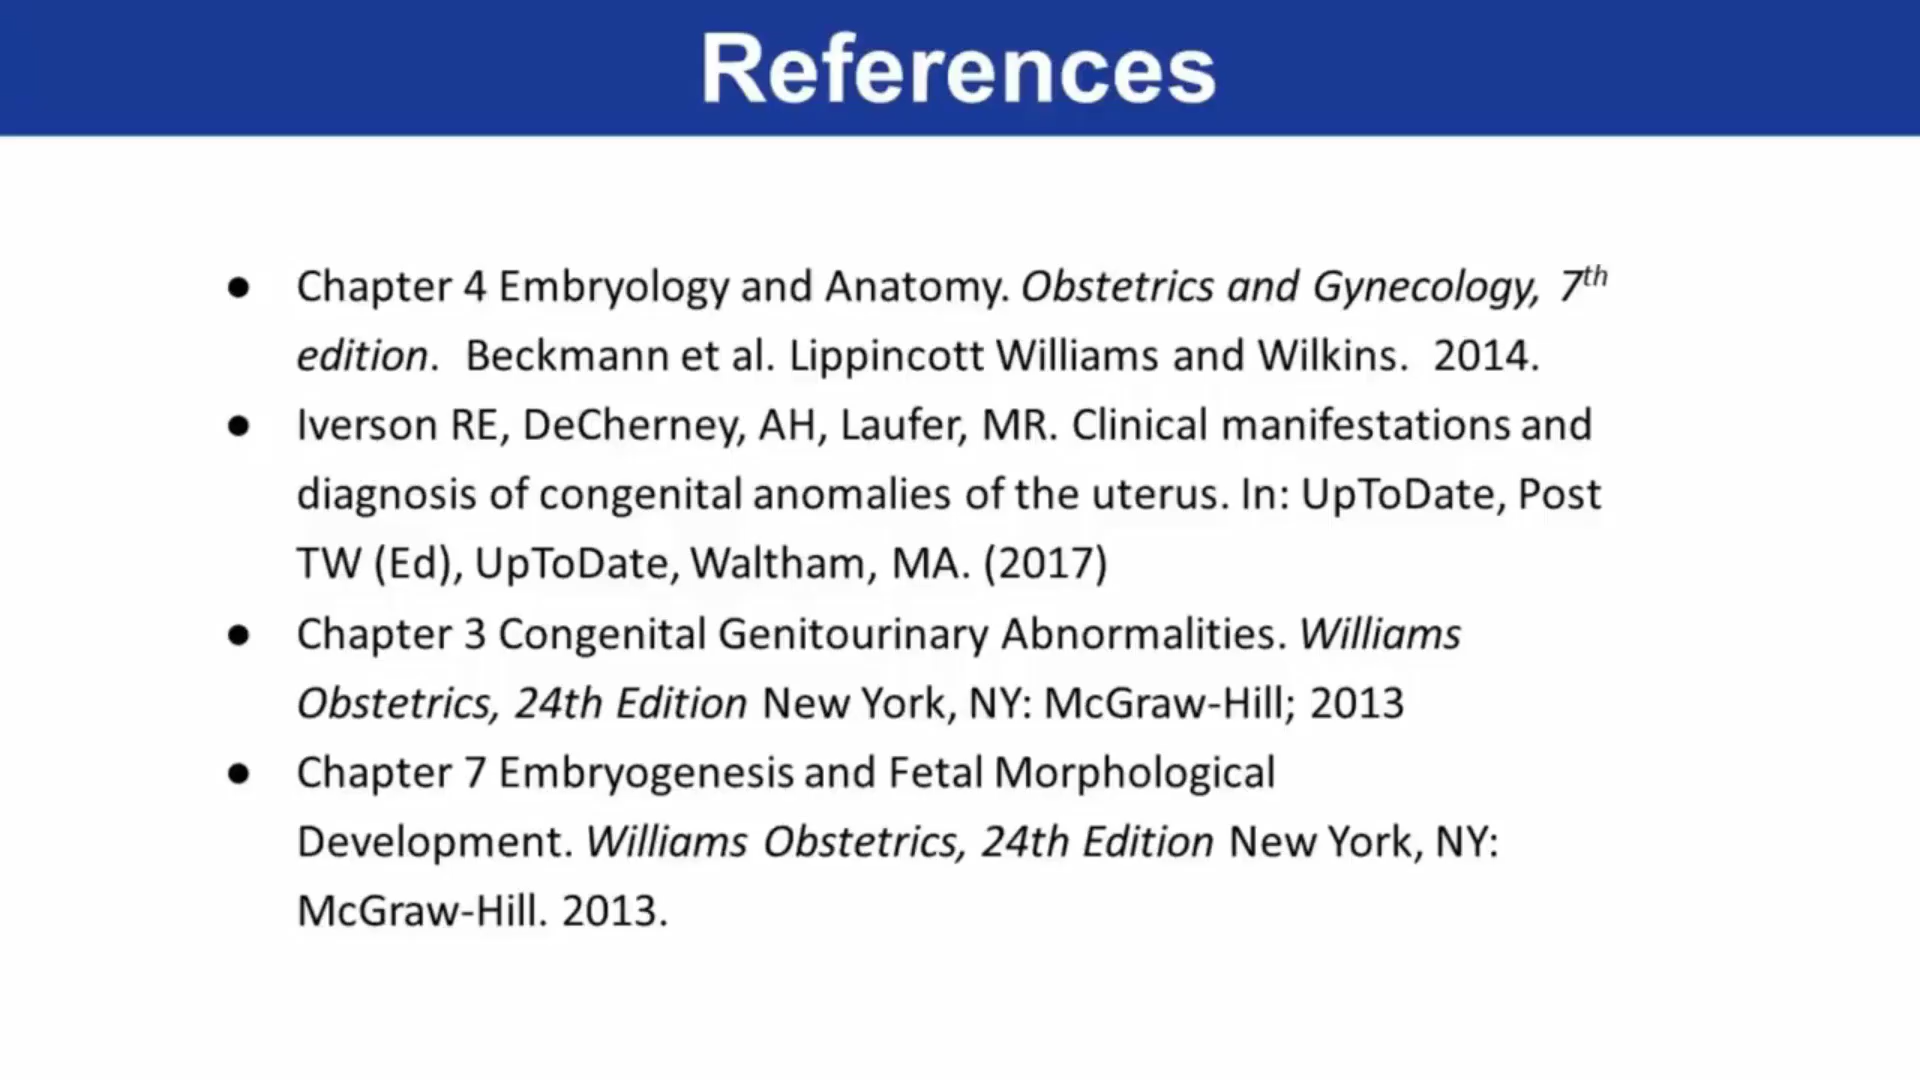 References
● Chapter 4 Embryology and Anatomy. Obstetrics and Gynecology, 7th
edition.  Beckmann et al. Lippincott Williams and Wilkins.  2014.
● Iverson RE, DeCherney, AH, Laufer, MR. Clinical manifestations and
diagnosis of congenital anomalies of the uterus. In: UpToDate, Post
TW (Ed), UpToDate, Waltham, MA. (2017)
● Chapter 3 Congenital Genitourinary Abnormalities. Williams
Obstetrics, 24th Edition New York, NY: McGraw-Hill; 2013
● Chapter 7 Embryogenesis and Fetal Morphological
Development. Williams Obstetrics, 24th Edition New York, NY:
McGraw-Hill. 2013.